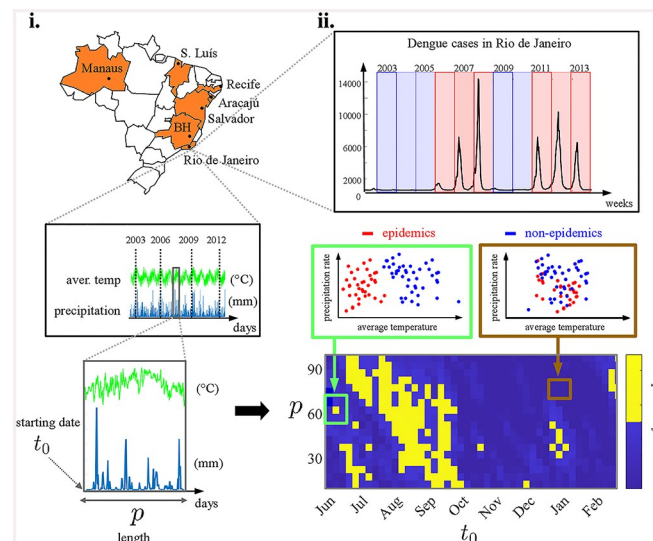 i.
S. Luís
Manaus
Recife
Aracajú
Salvador
BH
Rio de Janeiro
ii.
Dengue cases in Rio de Janeiro
2003 2005 2007 2009 2011 2013
14000
10000
6000
2000
0
weeks
2003 2006 2009 2012
aver. temp (°C)
precipitation (mm)
days
(°C)
starting date
t₀
(mm)
days
p
length
epidemics non-epidemics
precipitation rate
average temperature
precipitation rate
average temperature
90
p 60
30
Jun Jul Aug Sep Oct Nov Dec Jan Feb
t₀